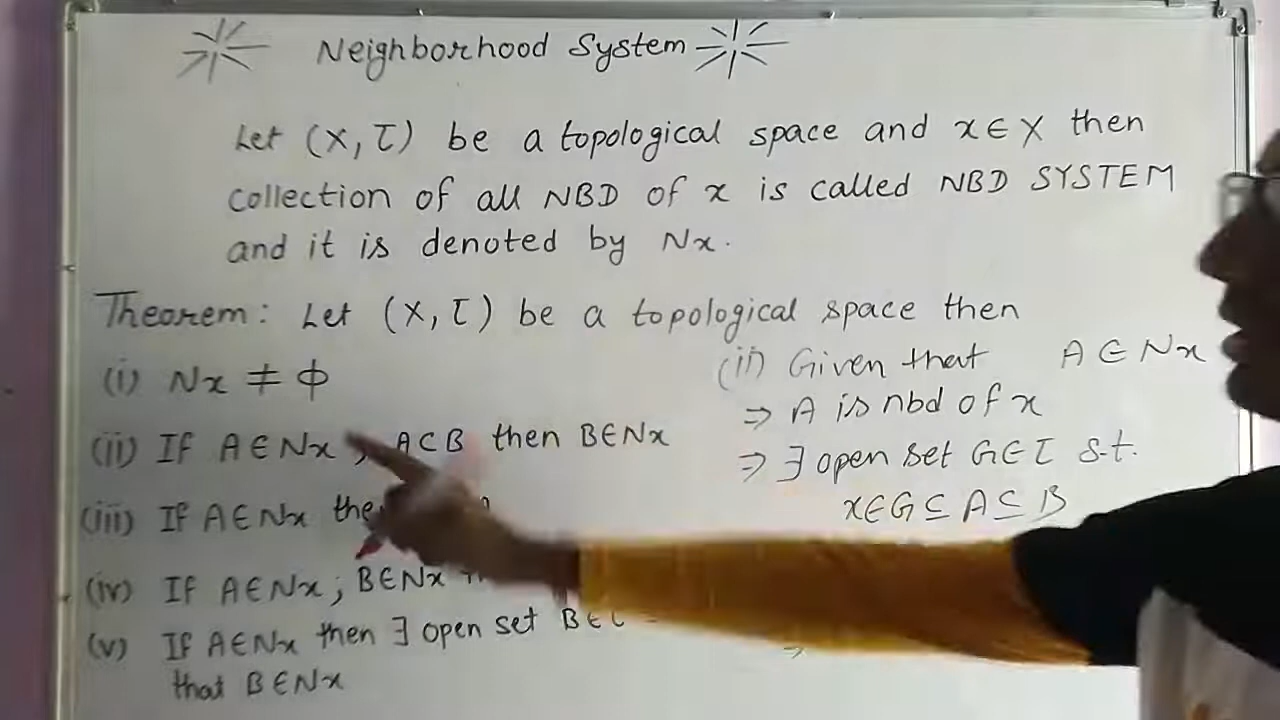 Neighborhood System
Let (X, τ) be a topological space and x ∈ X then
collection of all NBD of x is called NBD SYSTEM
and it is denoted by Nx.
Theorem: Let (X, τ) be a topological space then
(i) Nx ≠ ϕ
(ii) If A ∈ Nx, A ⊂ B then B ∈ Nx
(iii) If A ∈ Nx
(iv) If A ∈ Nx; B ∈ Nx
(v) If A ∈ Nx then ∃ open set B ∈ τ
that B ∈ Nx
(ii) Given that A ∈ Nx
⇒ A is nbd of x
⇒ ∃ open set G ∈ τ s.t.
x ∈ G ⊆ A ⊆ B